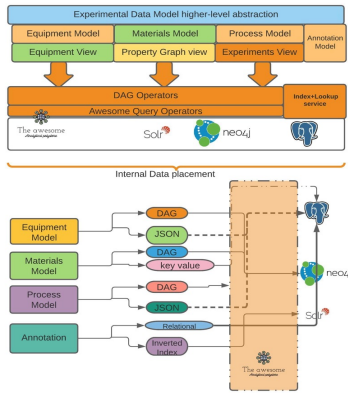 Experimental Data Model higher-level abstraction
Equipment Model
Materials Model
Process Model
Annotation
Model
Equipment View
Property Graph view
Experiments View
DAG Operators
Awesome Query Operators
Index+Lookup
service
The awesome
Analytical polystore
Solr
neo4j
Internal Data placement
Equipment
Model
DAG
JSON
Materials
Model
DAG
key value
neo4j
Process
Model
DAG
JSON
Solr
Annotation
Relational
Inverted
Index
The awesome